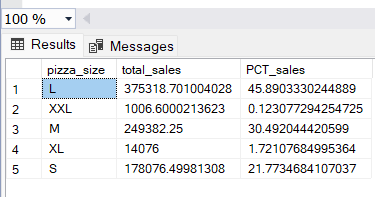 100 %
Results Messages
pizza_size total_sales PCT_sales
1 L 375318.701004028 45.8903330244889
2 XXL 1006.6000213623 0.123077294254725
3 M 249382.25 30.492044420599
4 XL 14076 1.72107684995364
5 S 178076.49981308 21.7734684107037